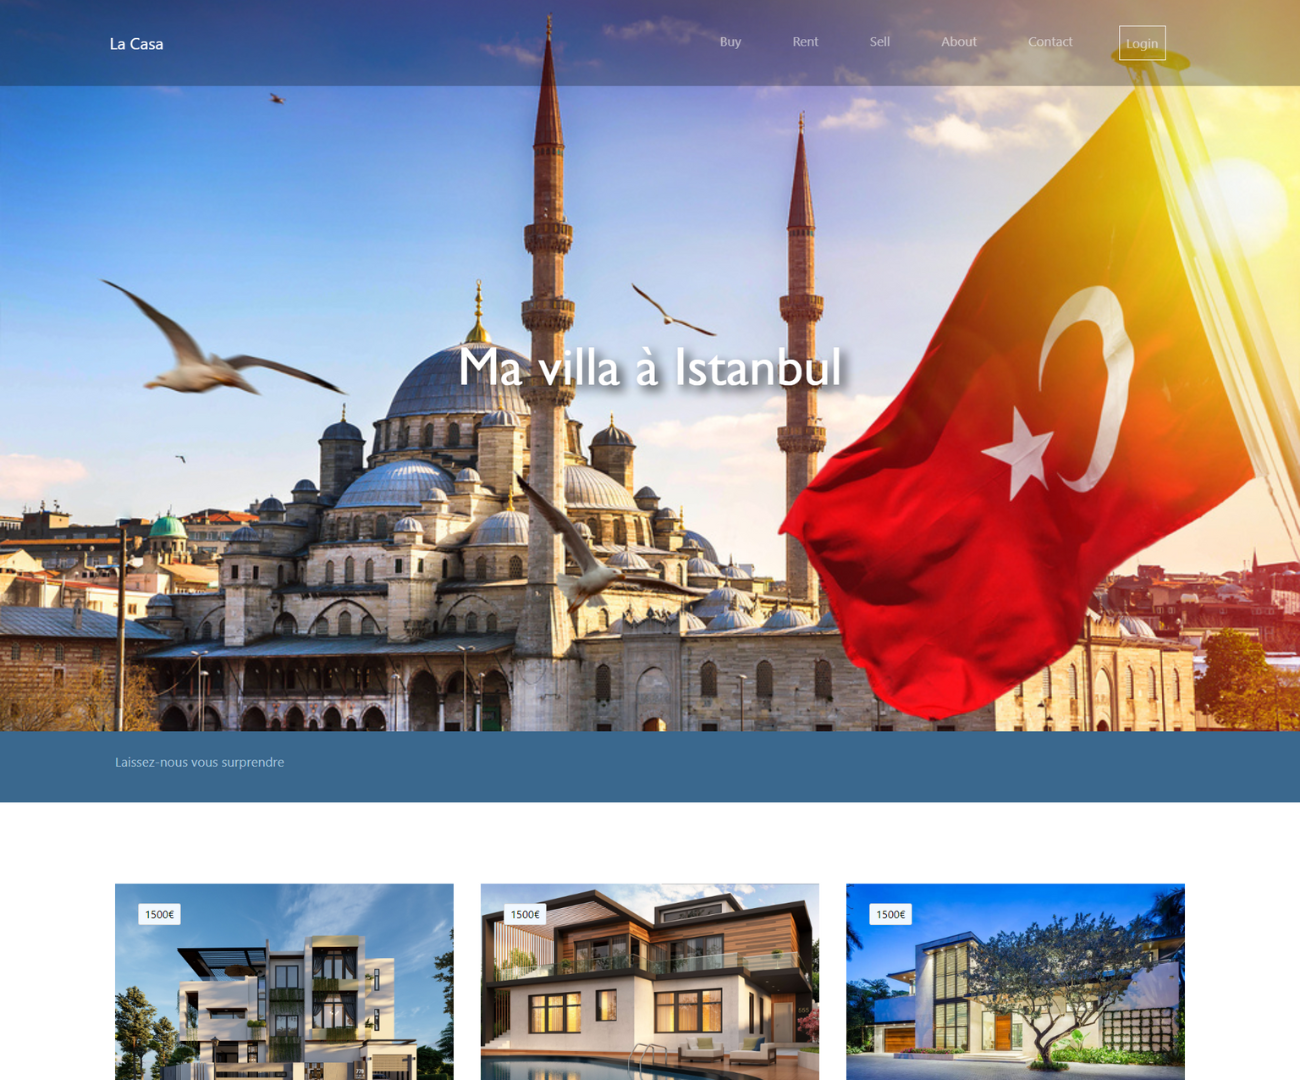 La Casa
Buy Rent Sell About Contact Login
Ma villa à Istanbul
Laissez-nous vous surprendre
1500€ 1500€ 1500€